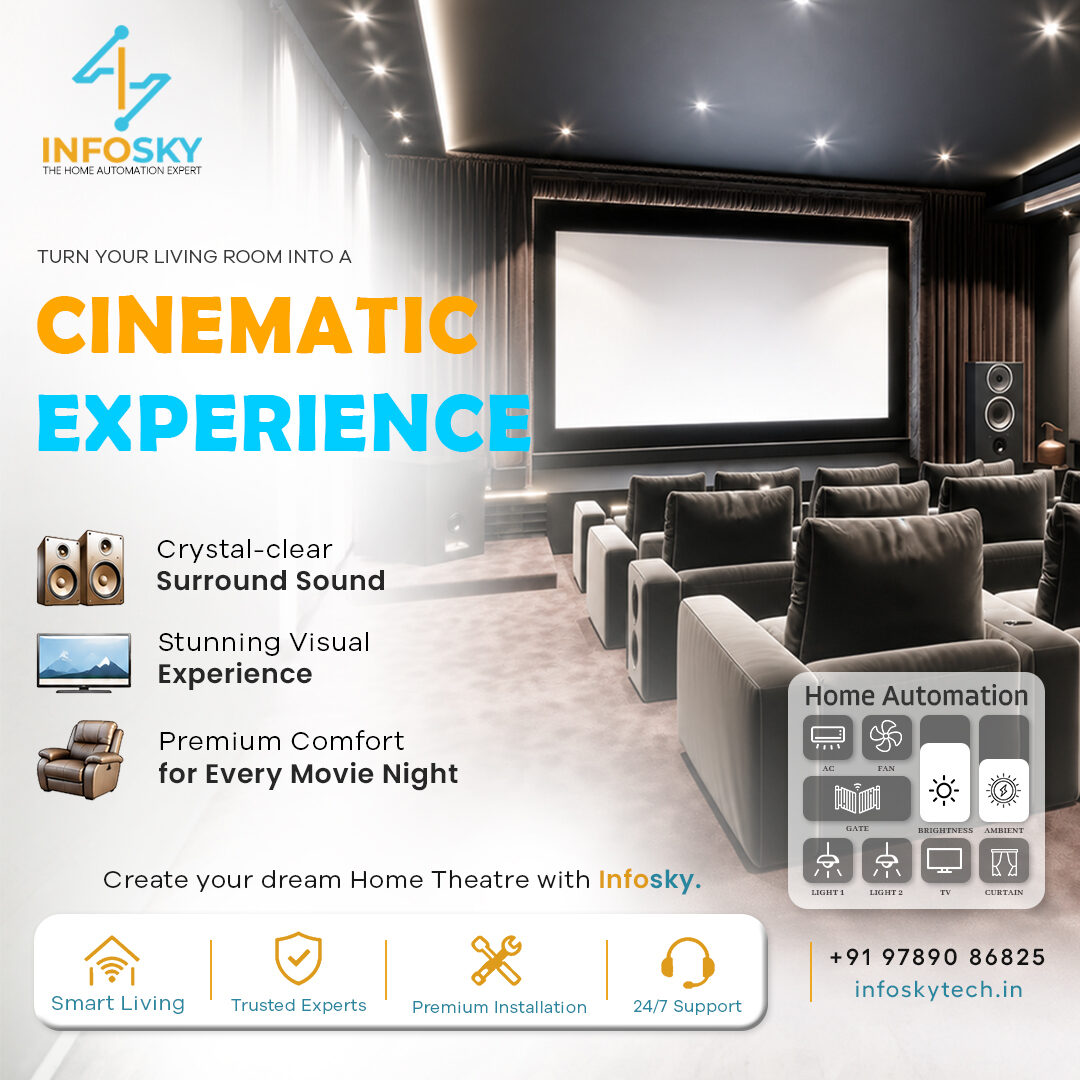 INFOSKY
THE HOME AUTOMATION EXPERT
TURN YOUR LIVING ROOM INTO A
CINEMATIC
EXPERIENCE
Crystal-clear
Surround Sound
Stunning Visual
Experience
Premium Comfort
for Every Movie Night
Home Automation
AC
FAN
GATE
BRIGHTNESS
AMBIENT
LIGHT 1
LIGHT 2
TV
CURTAIN
Create your dream Home Theatre with Infosky.
Smart Living
Trusted Experts
Premium Installation
24/7 Support
+91 97890 86825
infoskytech.in